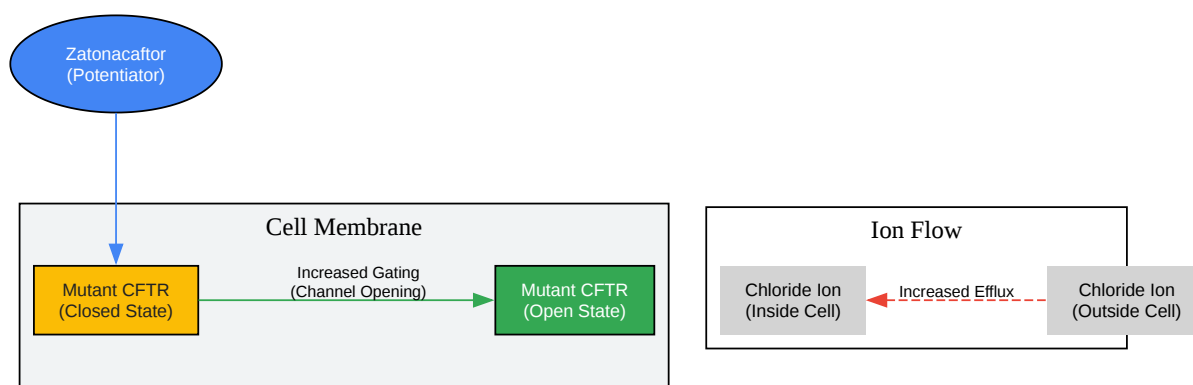 Zatonacaftor
(Potentiator)
Cell Membrane
Mutant CFTR
(Closed State)
Increased Gating
(Channel Opening)
Mutant CFTR
(Open State)
Ion Flow
Chloride Ion
(Inside Cell)
Increased Efflux
Chloride Ion
(Outside Cell)